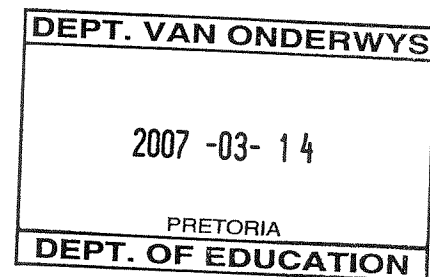 DEPT. VAN ONDERWYS
2007 -03- 14
PRETORIA
DEPT. OF EDUCATION